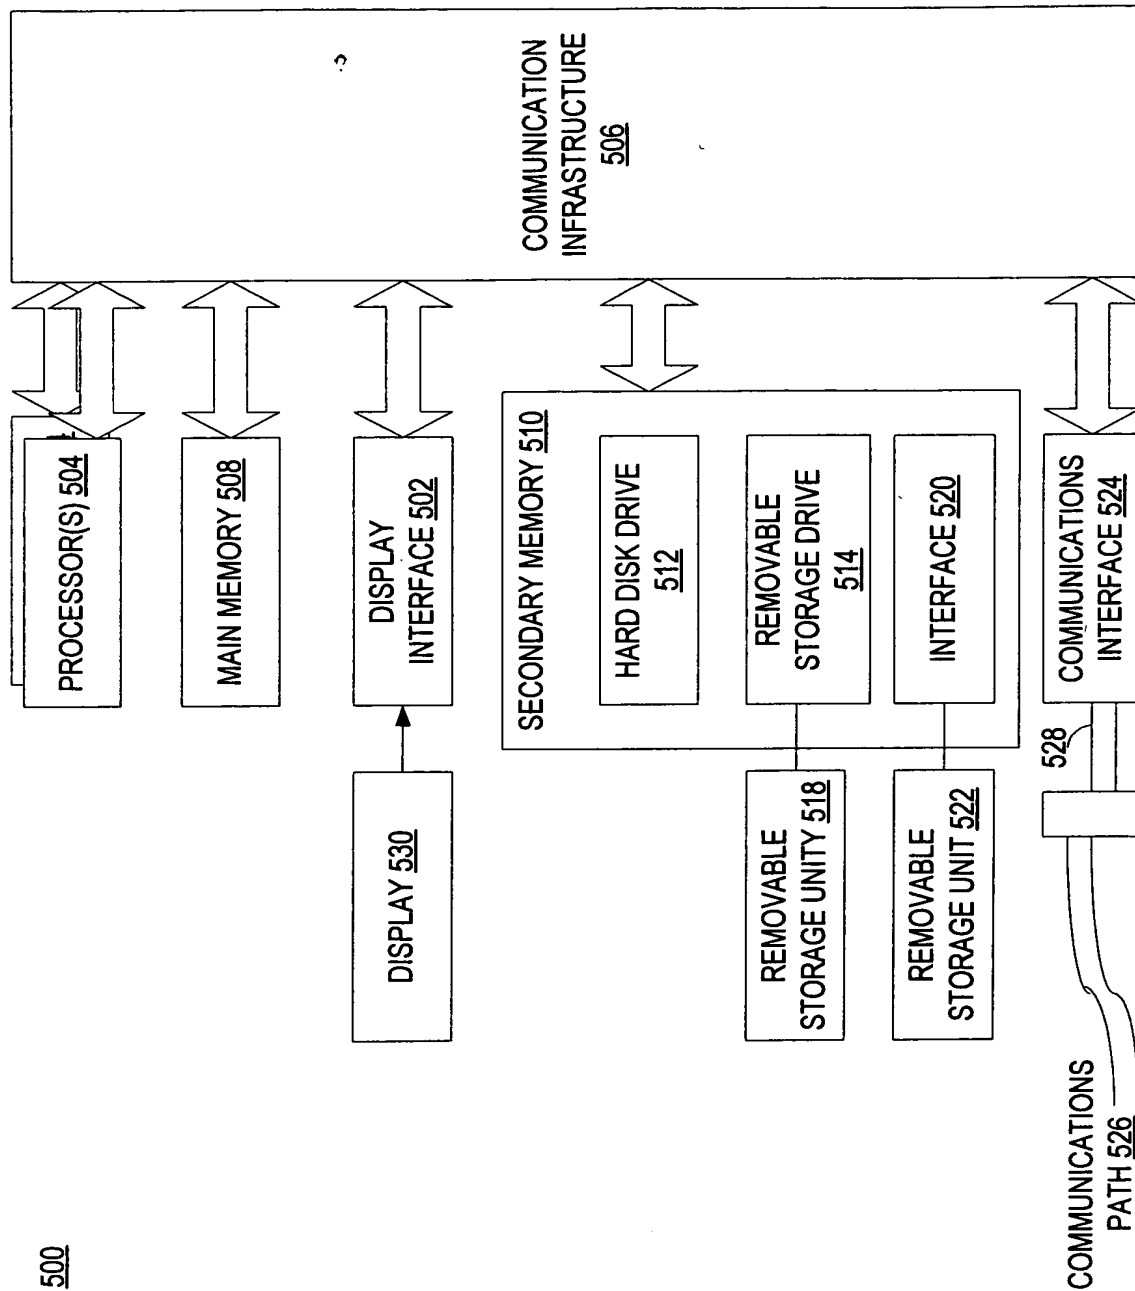 500
COMMUNICATION
INFRASTRUCTURE
506
PROCESSOR(S) 504
MAIN MEMORY 508
DISPLAY
INTERFACE 502
DISPLAY 530
SECONDARY MEMORY 510
HARD DISK DRIVE
512
REMOVABLE
STORAGE DRIVE
514
INTERFACE 520
REMOVABLE
STORAGE UNITY 518
REMOVABLE
STORAGE UNIT 522
COMMUNICATIONS
INTERFACE 524
528
COMMUNICATIONS
PATH 526